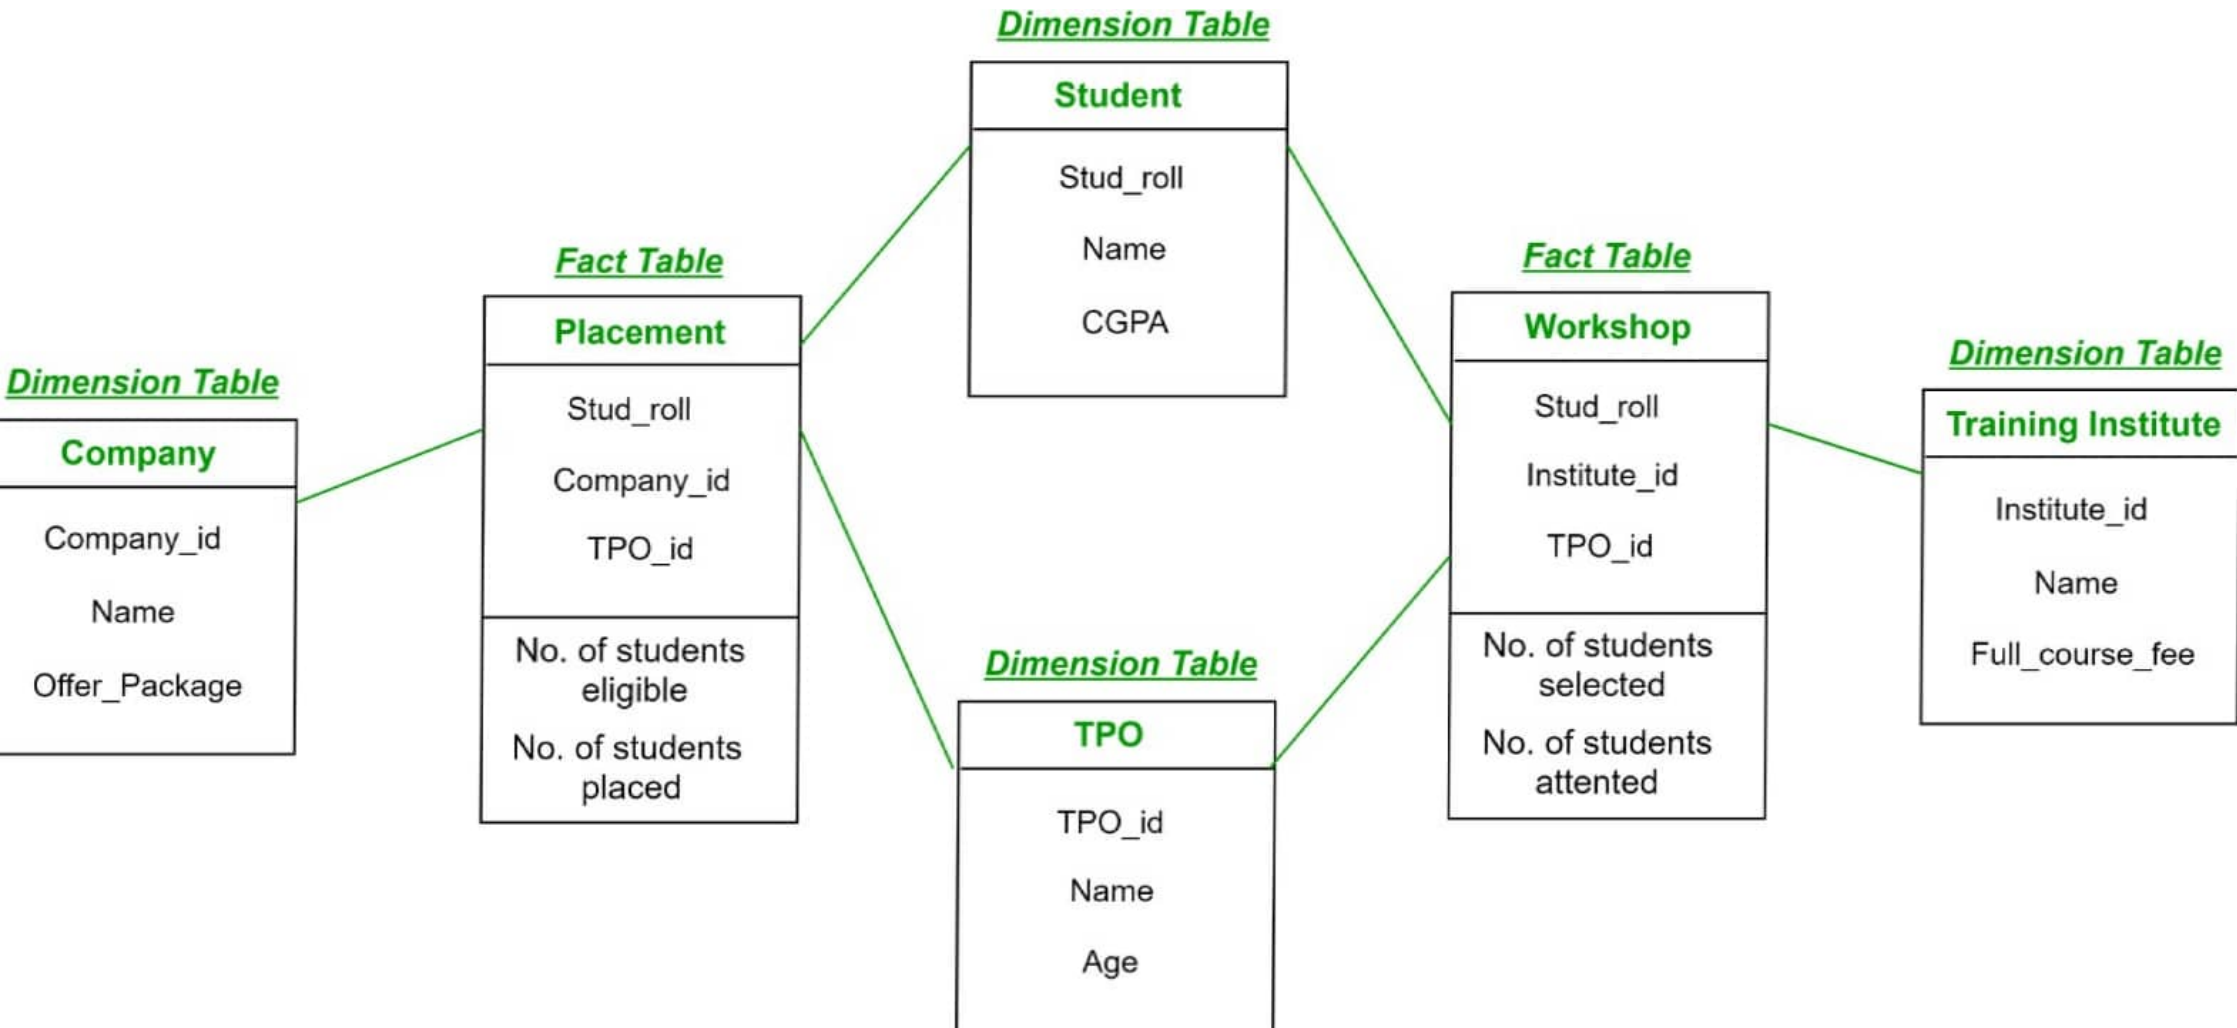 Dimension Table
Student
Stud_roll
Name
CGPA
Dimension Table
Company
Company_id
Name
Offer_Package
Fact Table
Placement
Stud_roll
Company_id
TPO_id
No. of students
eligible
No. of students
placed
Dimension Table
TPO
TPO_id
Name
Age
Fact Table
Workshop
Stud_roll
Institute_id
TPO_id
No. of students
selected
No. of students
attented
Dimension Table
Training Institute
Institute_id
Name
Full_course_fee